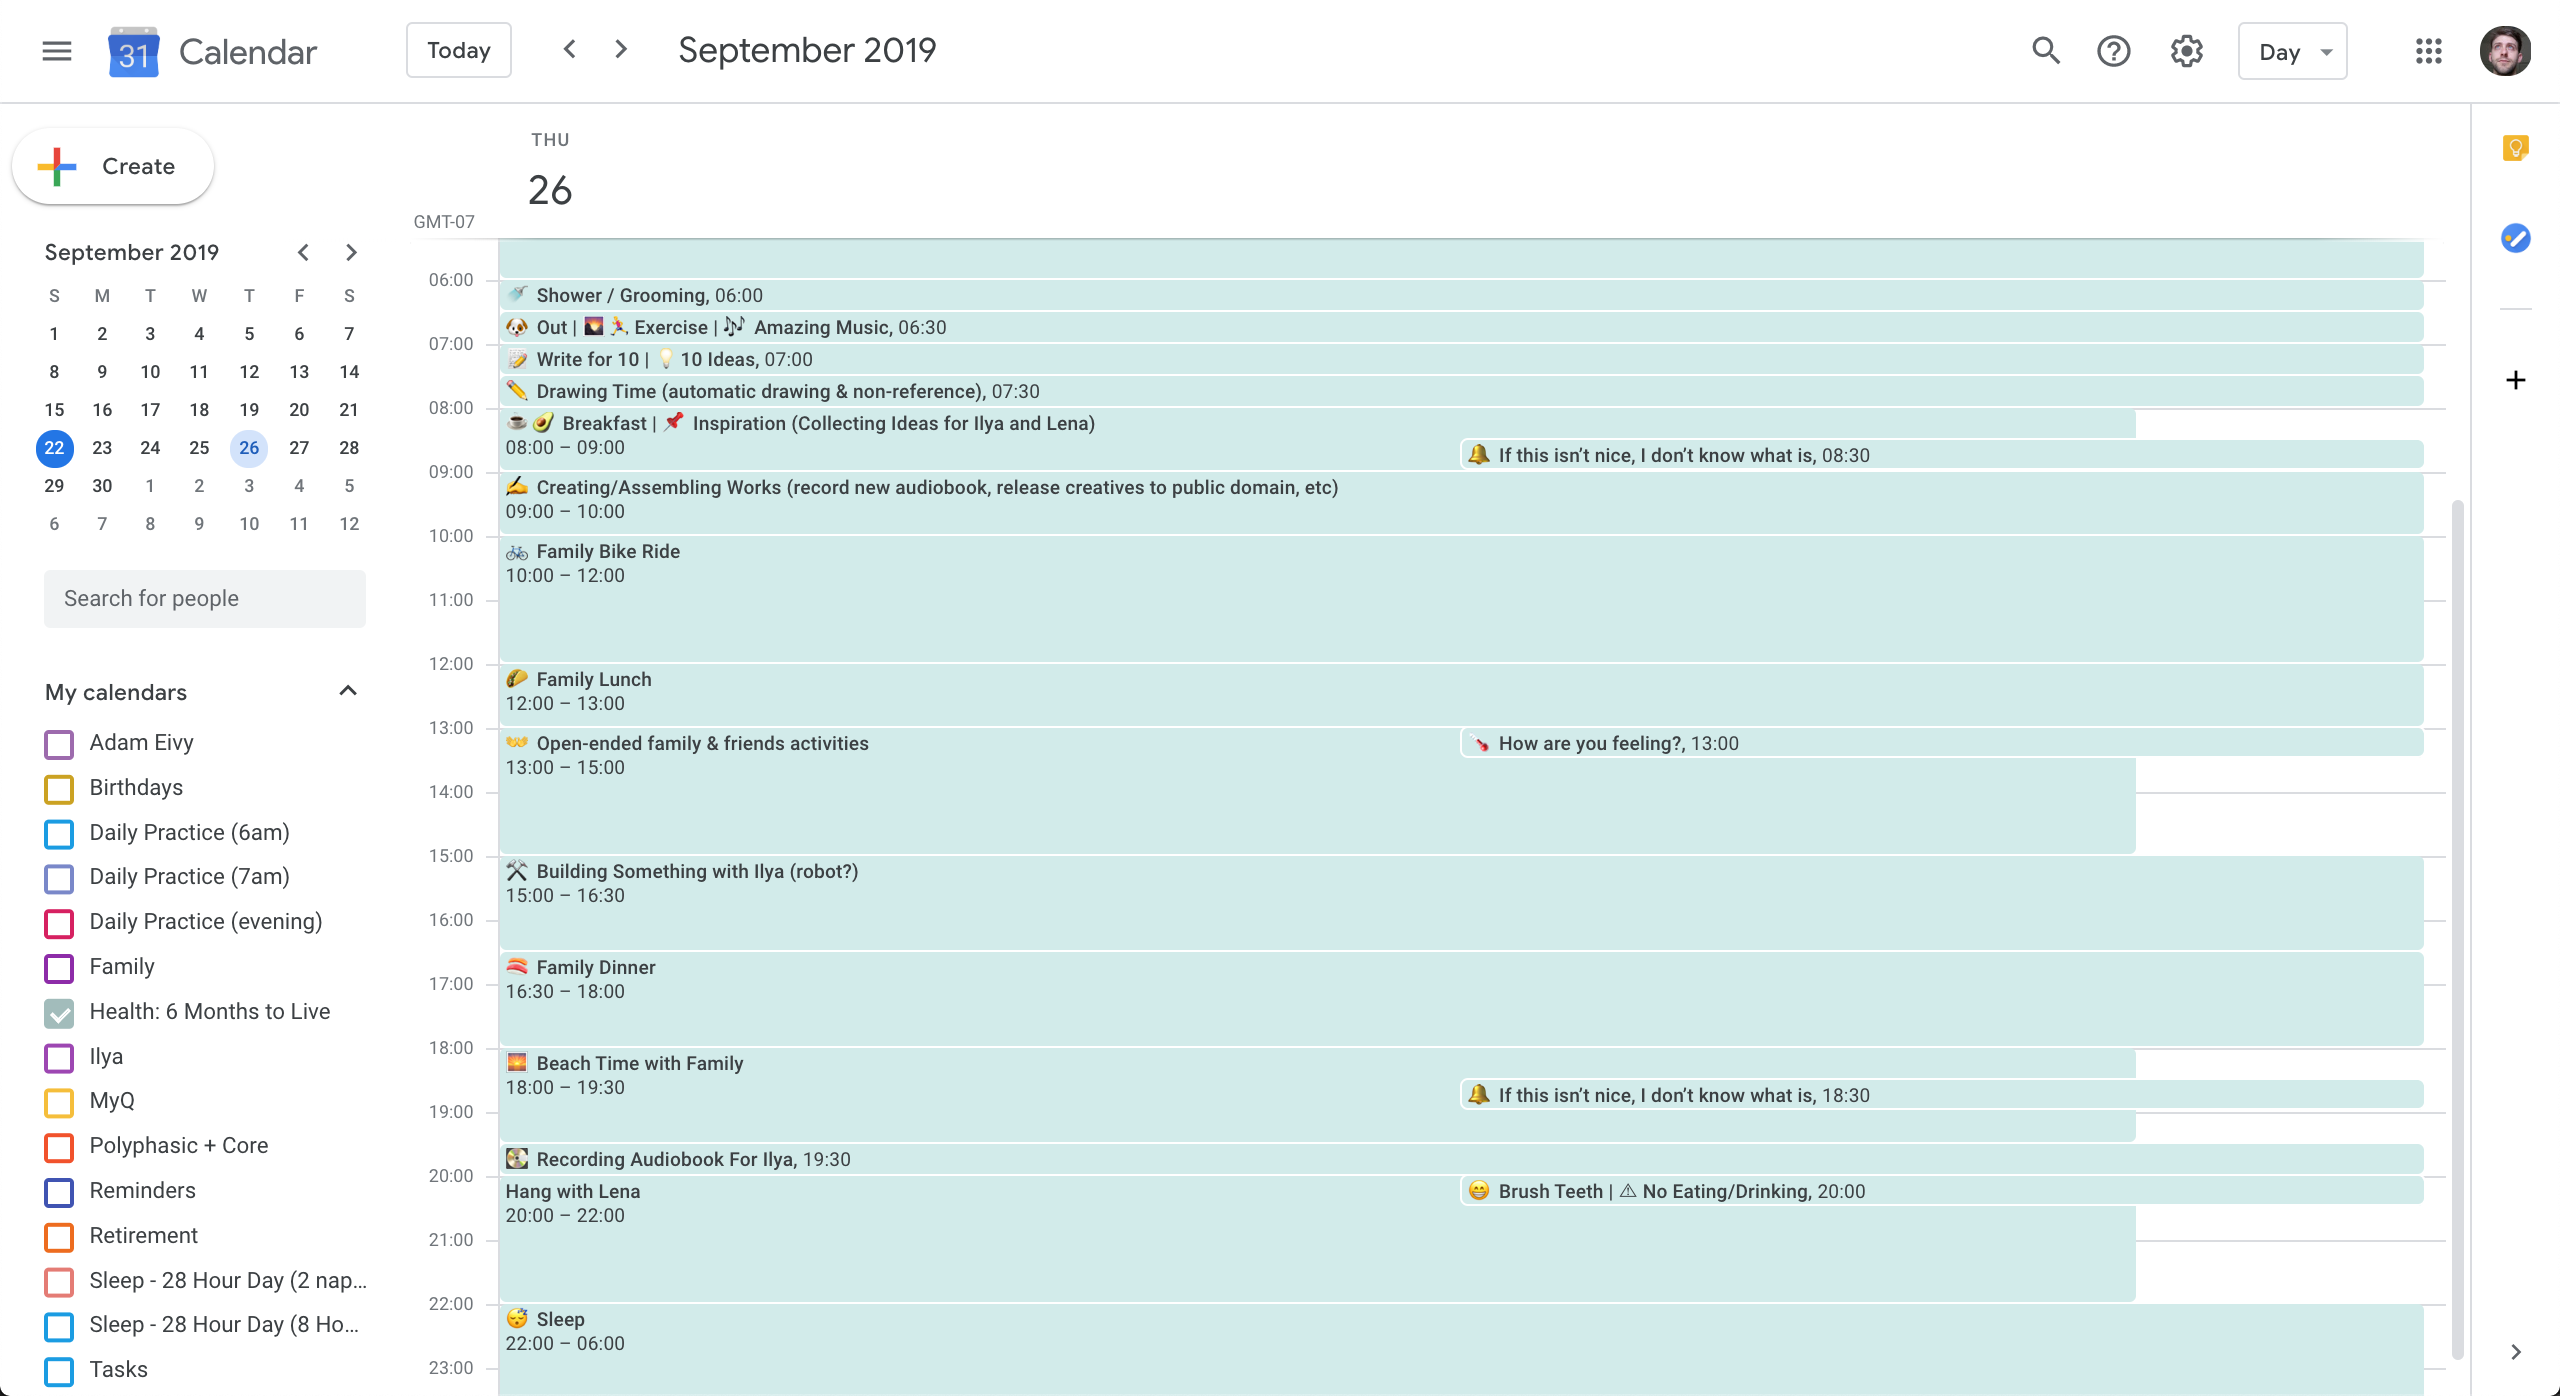 31 Calendar Today September 2019 Day
Create
THU
26
GMT-07
September 2019
S M T W T F S
1 2 3 4 5 6 7
8 9 10 11 12 13 14
15 16 17 18 19 20 21
22 23 24 25 26 27 28
29 30 1 2 3 4 5
6 7 8 9 10 11 12
Search for people
My calendars
Adam Eivy
Birthdays
Daily Practice (6am)
Daily Practice (7am)
Daily Practice (evening)
Family
Health: 6 Months to Live
Ilya
MyQ
Polyphasic + Core
Reminders
Retirement
Sleep - 28 Hour Day (2 nap...
Sleep - 28 Hour Day (8 Ho...
Tasks
06:00
07:00
08:00
09:00
10:00
11:00
12:00
13:00
14:00
15:00
16:00
17:00
18:00
19:00
20:00
21:00
22:00
23:00
🚿 Shower / Grooming, 06:00
🐶 Out | 🌄 🏃 Exercise | 🎶 Amazing Music, 06:30
📝 Write for 10 | 💡 10 Ideas, 07:00
✏️ Drawing Time (automatic drawing & non-reference), 07:30
☕🥑 Breakfast | 📌 Inspiration (Collecting Ideas for Ilya and Lena)
08:00 – 09:00
🔔 If this isn’t nice, I don’t know what is, 08:30
✍️ Creating/Assembling Works (record new audiobook, release creatives to public domain, etc)
09:00 – 10:00
🚲 Family Bike Ride
10:00 – 12:00
🌮 Family Lunch
12:00 – 13:00
👐 Open-ended family & friends activities
13:00 – 15:00
🌡️ How are you feeling?, 13:00
⚒️ Building Something with Ilya (robot?)
15:00 – 16:30
🍣 Family Dinner
16:30 – 18:00
🌅 Beach Time with Family
18:00 – 19:30
🔔 If this isn’t nice, I don’t know what is, 18:30
💽 Recording Audiobook For Ilya, 19:30
Hang with Lena
20:00 – 22:00
😁 Brush Teeth | ⚠ No Eating/Drinking, 20:00
😴 Sleep
22:00 – 06:00